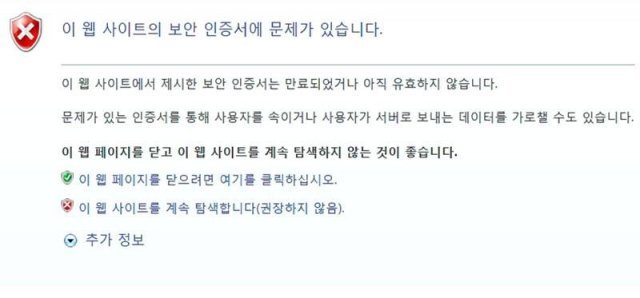 이 웹 사이트의 보안 인증서에 문제가 있습니다.
이 웹 사이트에서 제시한 보안 인증서는 만료되었거나 아직 유효하지 않습니다.
문제가 있는 인증서를 통해 사용자를 속이거나 사용자가 서버로 보내는 데이터를 가로챌 수도 있습니다.
이 웹 페이지를 닫고 이 웹 사이트를 계속 탐색하지 않는 것이 좋습니다.
이 웹 페이지를 닫으려면 여기를 클릭하십시오.
이 웹 사이트를 계속 탐색합니다(권장하지 않음).
추가 정보